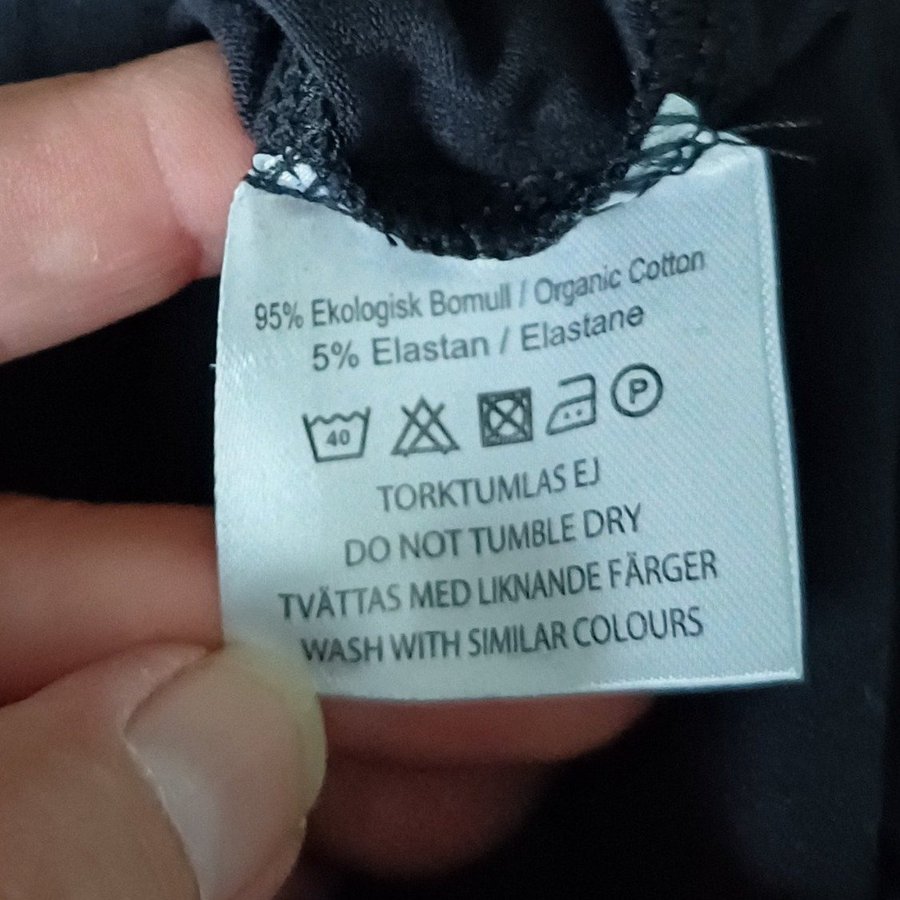 95% Ekologisk Bomull / Organic Cotton
5% Elastan / Elastane
40 P
TORKTUMLAS EJ
DO NOT TUMBLE DRY
TVÄTTAS MED LIKNANDE FÄRGER
WASH WITH SIMILAR COLOURS